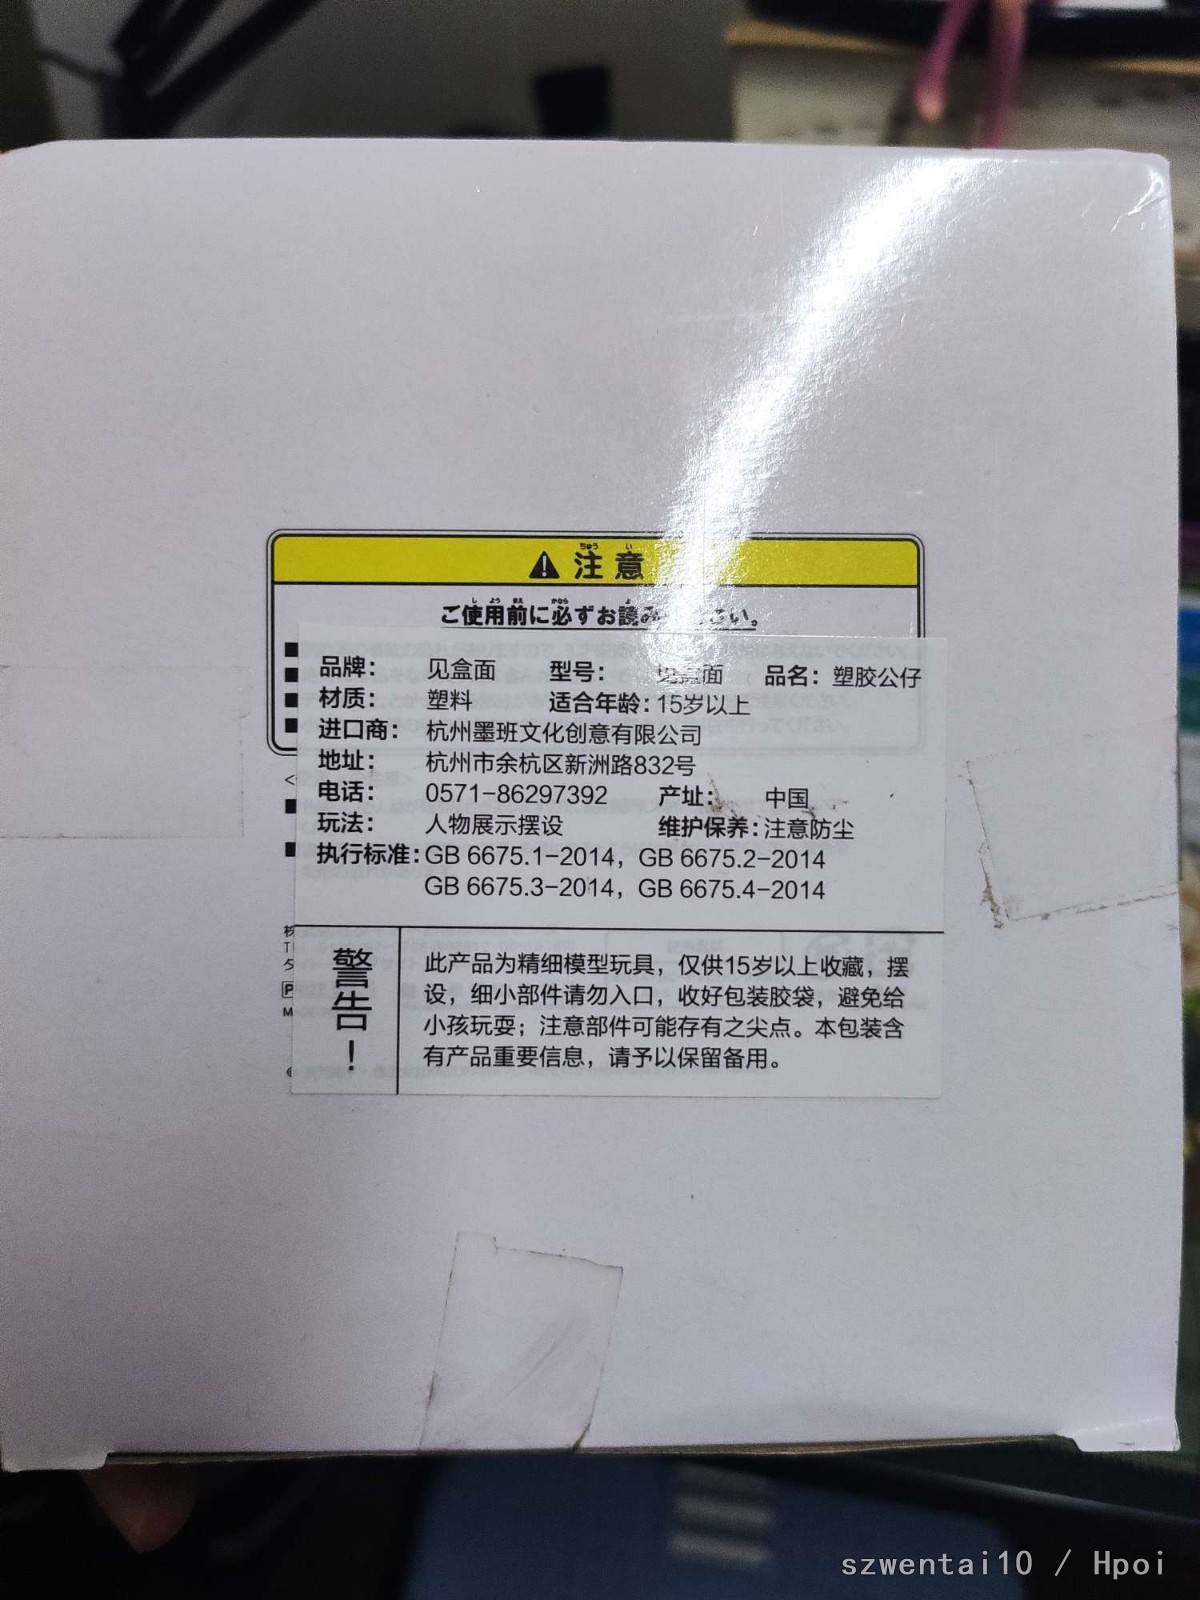 注意
ご使用前に必ずお読み
品牌： 见盒面 型号： 见盒面 品名：塑胶公仔
材质： 塑料 适合年龄：15岁以上
进口商： 杭州墨班文化创意有限公司
地址： 杭州市余杭区新洲路832号
电话： 0571-86297392 产址： 中国
玩法： 人物展示摆设 维护保养：注意防尘
执行标准：GB 6675.1-2014，GB 6675.2-2014
GB 6675.3-2014，GB 6675.4-2014
警告！
此产品为精细模型玩具，仅供15岁以上收藏，摆
设，细小部件请勿入口，收好包装胶袋，避免给
小孩玩耍；注意部件可能存有之尖点。本包装含
有产品重要信息，请予以保留备用。
szwentai10 / Hpoi